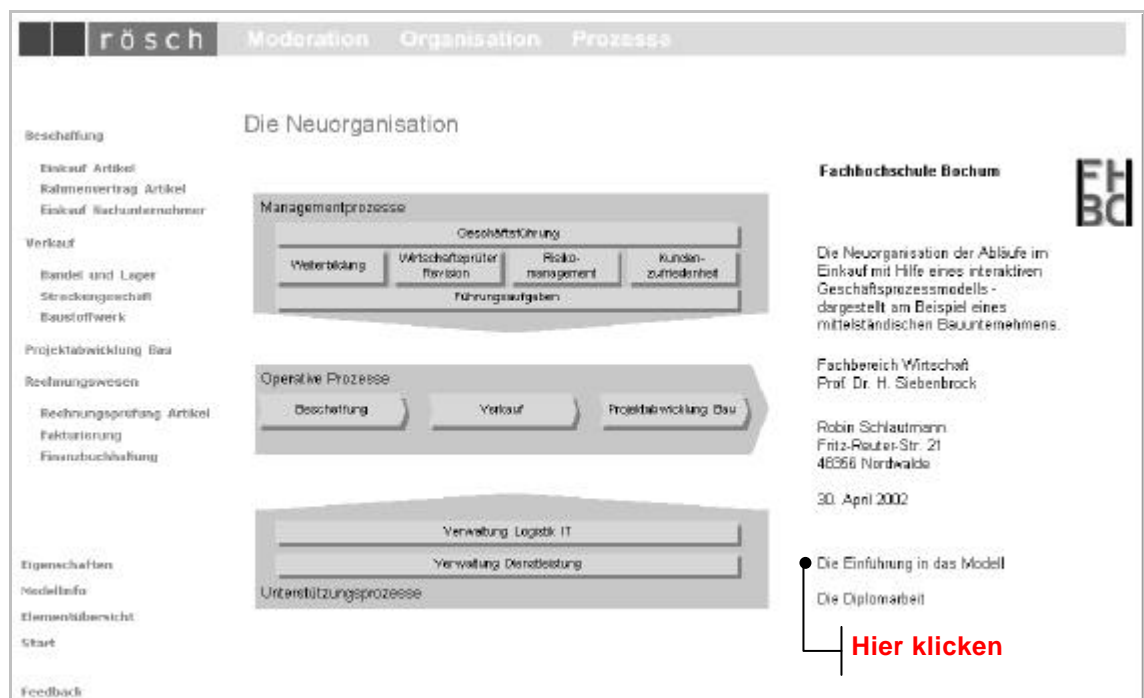 rösch
Moderation Organisation Prozesse
Beschaffung
Einkauf Artikel
Rahmenvertrag Artikel
Einkauf Nachunternehmer
Verkauf
Handel und Lager
Streckengeschäft
Baustoffwerk
Projektabwicklung Bau
Rechnungswesen
Rechnungsprüfung Artikel
Fakturierung
Finanzbuchhaltung
Eigenschaften
Modellinfo
Elementübersicht
Start
Feedback
Die Neuorganisation
Managementprozesse
Geschäftsführung
Weiterbildung
Wirtschaftsprüter
Revision
Risiko-
management
Kunden-
zufriedenheit
Führungsaufgaben
Operative Prozesse
Beschaffung
Verkauf
Projektabwicklung Bau
Verwaltung Logistik IT
Verwaltung Dienstleistung
Unterstützungsprozesse
Fachhochschule Bochum
FH
BO
Die Neuorganisation der Abläufe im
Einkauf mit Hilfe eines interaktiven
Geschäftsprozessmodells -
dargestellt am Beispiel eines
mittelständischen Bauunternehmens.
Fachbereich Wirtschaft
Prof. Dr. H. Siebenbrock
Robin Schlautmann
Fritz-Reuter-Str. 21
48356 Nordwalde
30. April 2002
Die Einführung in das Modell
Die Diplomarbeit
Hier klicken